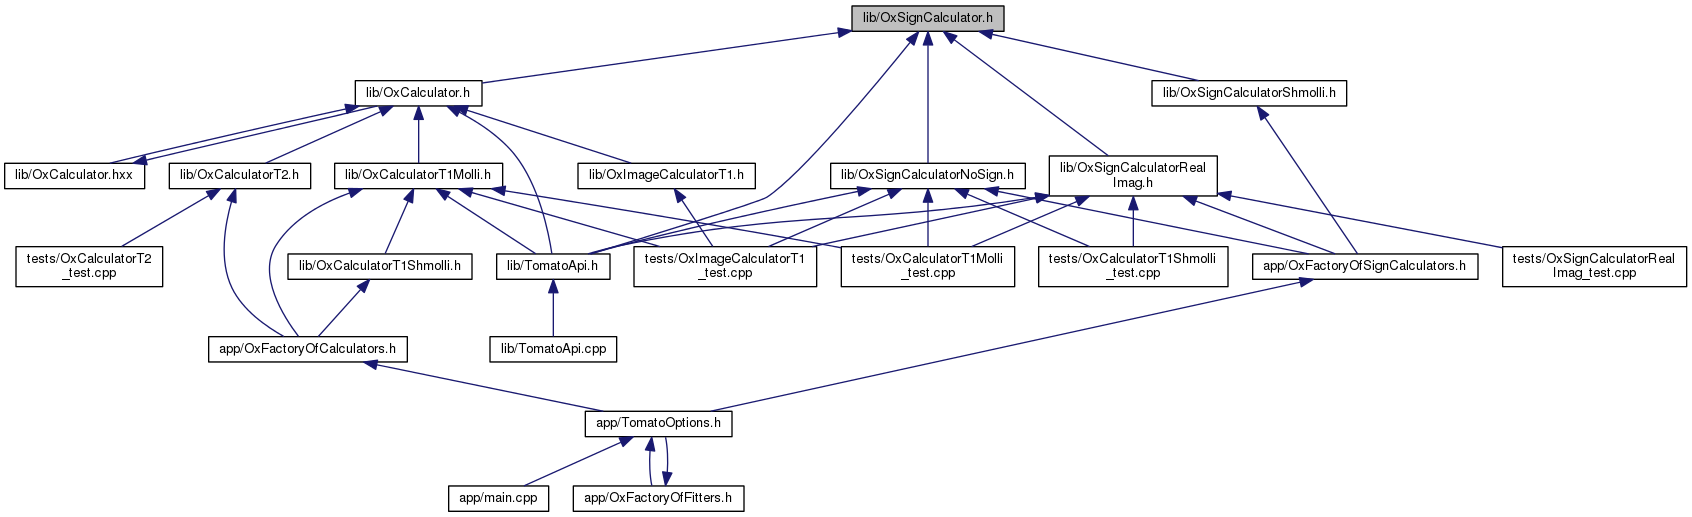 lib/OxSignCalculator.h
lib/OxCalculator.h
lib/OxSignCalculatorShmolli.h
lib/OxCalculator.hxx
lib/OxCalculatorT2.h
lib/OxCalculatorT1Molli.h
lib/OxImageCalculatorT1.h
lib/OxSignCalculatorNoSign.h
lib/OxSignCalculatorReal
Imag.h
tests/OxCalculatorT2
_test.cpp
lib/OxCalculatorT1Shmolli.h
lib/TomatoApi.h
tests/OxImageCalculatorT1
_test.cpp
tests/OxCalculatorT1Molli
_test.cpp
tests/OxCalculatorT1Shmolli
_test.cpp
app/OxFactoryOfSignCalculators.h
tests/OxSignCalculatorReal
Imag_test.cpp
app/OxFactoryOfCalculators.h
lib/TomatoApi.cpp
app/TomatoOptions.h
app/main.cpp
app/OxFactoryOfFitters.h